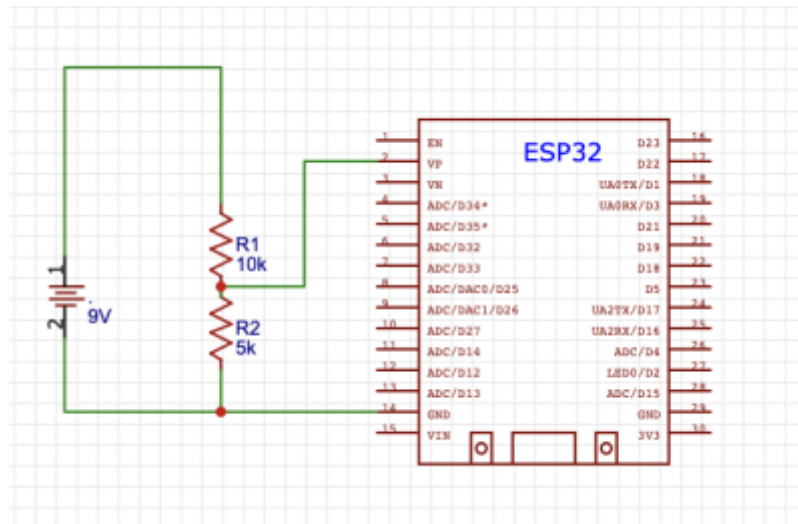 1
2
9V
R1
10k
R2
5k
ESP32
1 EN
2 VP
3 VN
4 ADC/D34*
5 ADC/D35*
6 ADC/D32
7 ADC/D33
8 ADC/DAC0/D25
9 ADC/DAC1/D26
10 ADC/D27
11 ADC/D14
12 ADC/D12
13 ADC/D13
14 GND
15 VIN
D23 16
D22 17
UA0TX/D1 18
UA0RX/D3 19
D21 20
D19 21
D18 22
D5 23
UA2TX/D17 24
UA2RX/D16 25
ADC/D4 26
LED0/D2 27
ADC/D15 28
GND 29
3V3 30